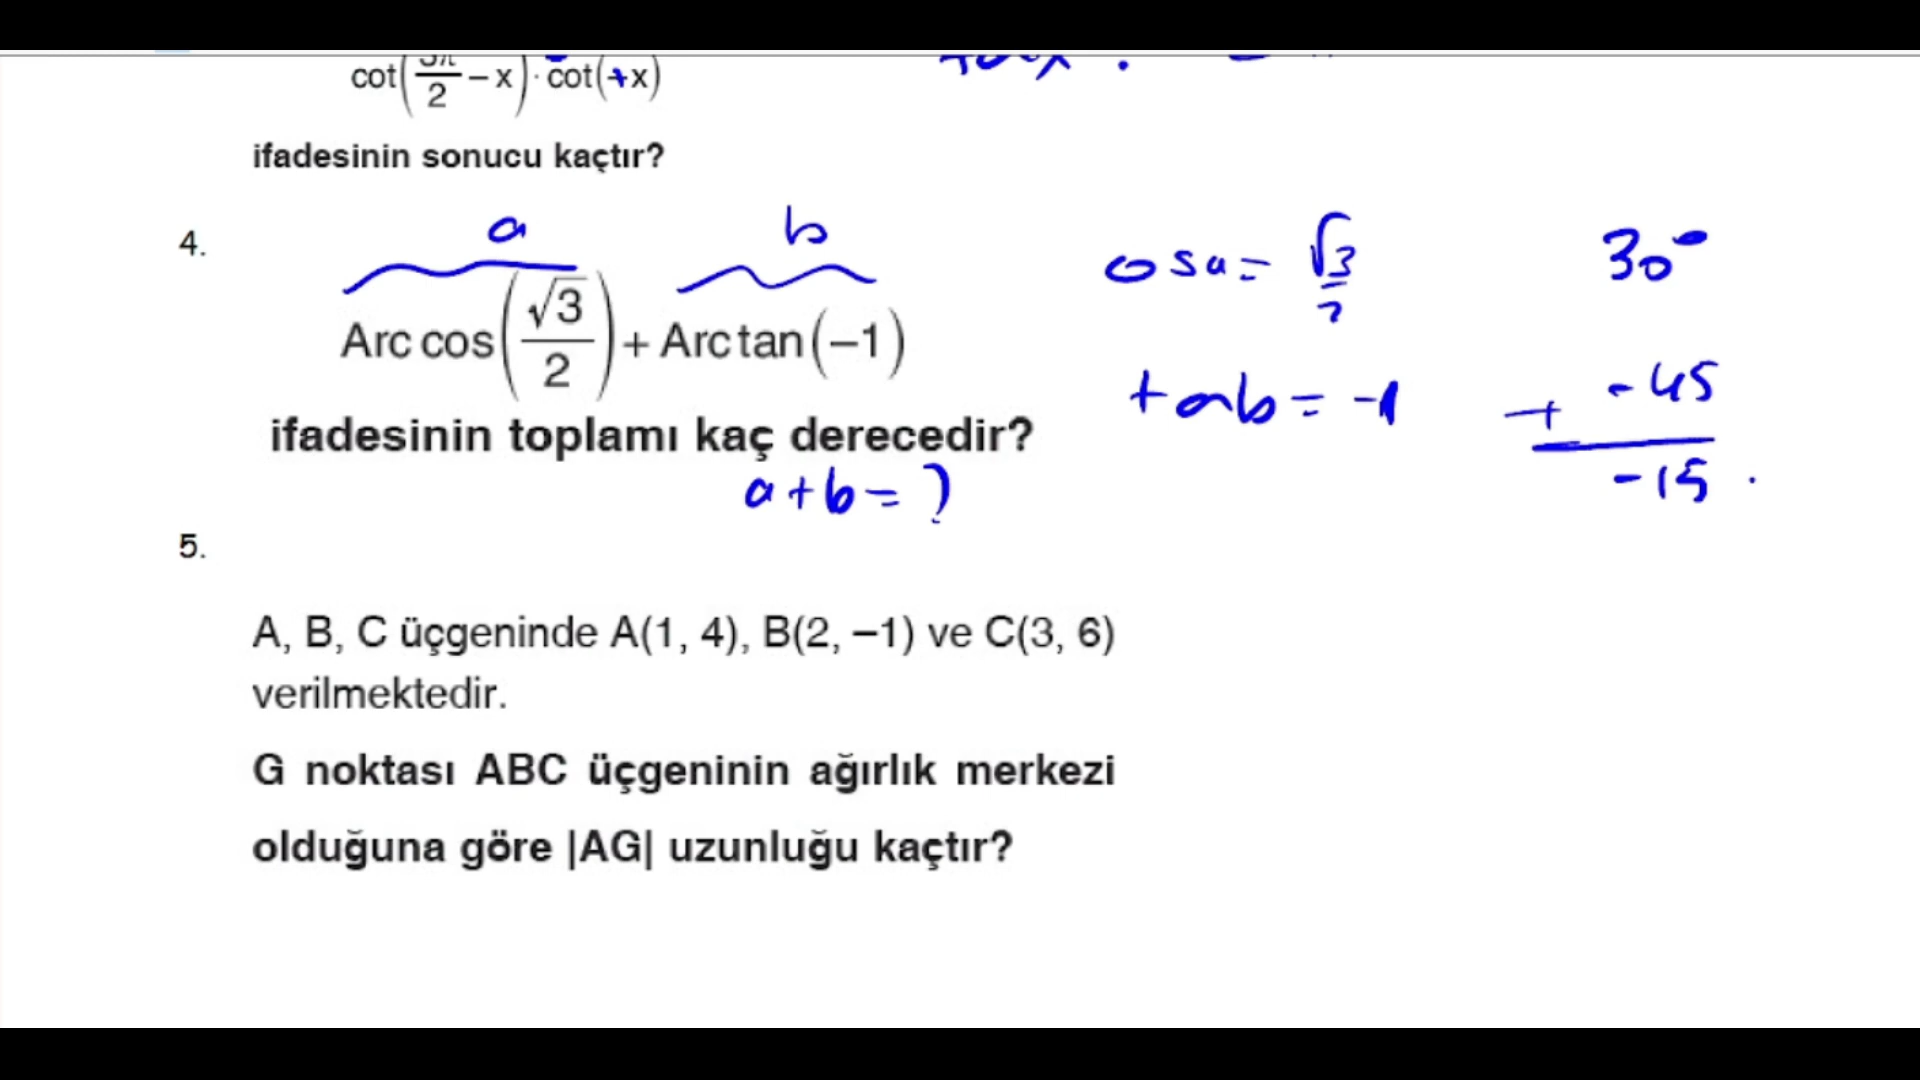 cot(3π/2 − x) · cot(+x)
ifadesinin sonucu kaçtır?
4.
a b
Arc cos(√3/2) + Arc tan(−1)
ifadesinin toplamı kaç derecedir?
a+b=?
cosa= √3/2
tanb= -1
30°
+ -45
-15.
5.
A, B, C üçgeninde A(1, 4), B(2, −1) ve C(3, 6)
verilmektedir.
G noktası ABC üçgeninin ağırlık merkezi
olduğuna göre |AG| uzunluğu kaçtır?